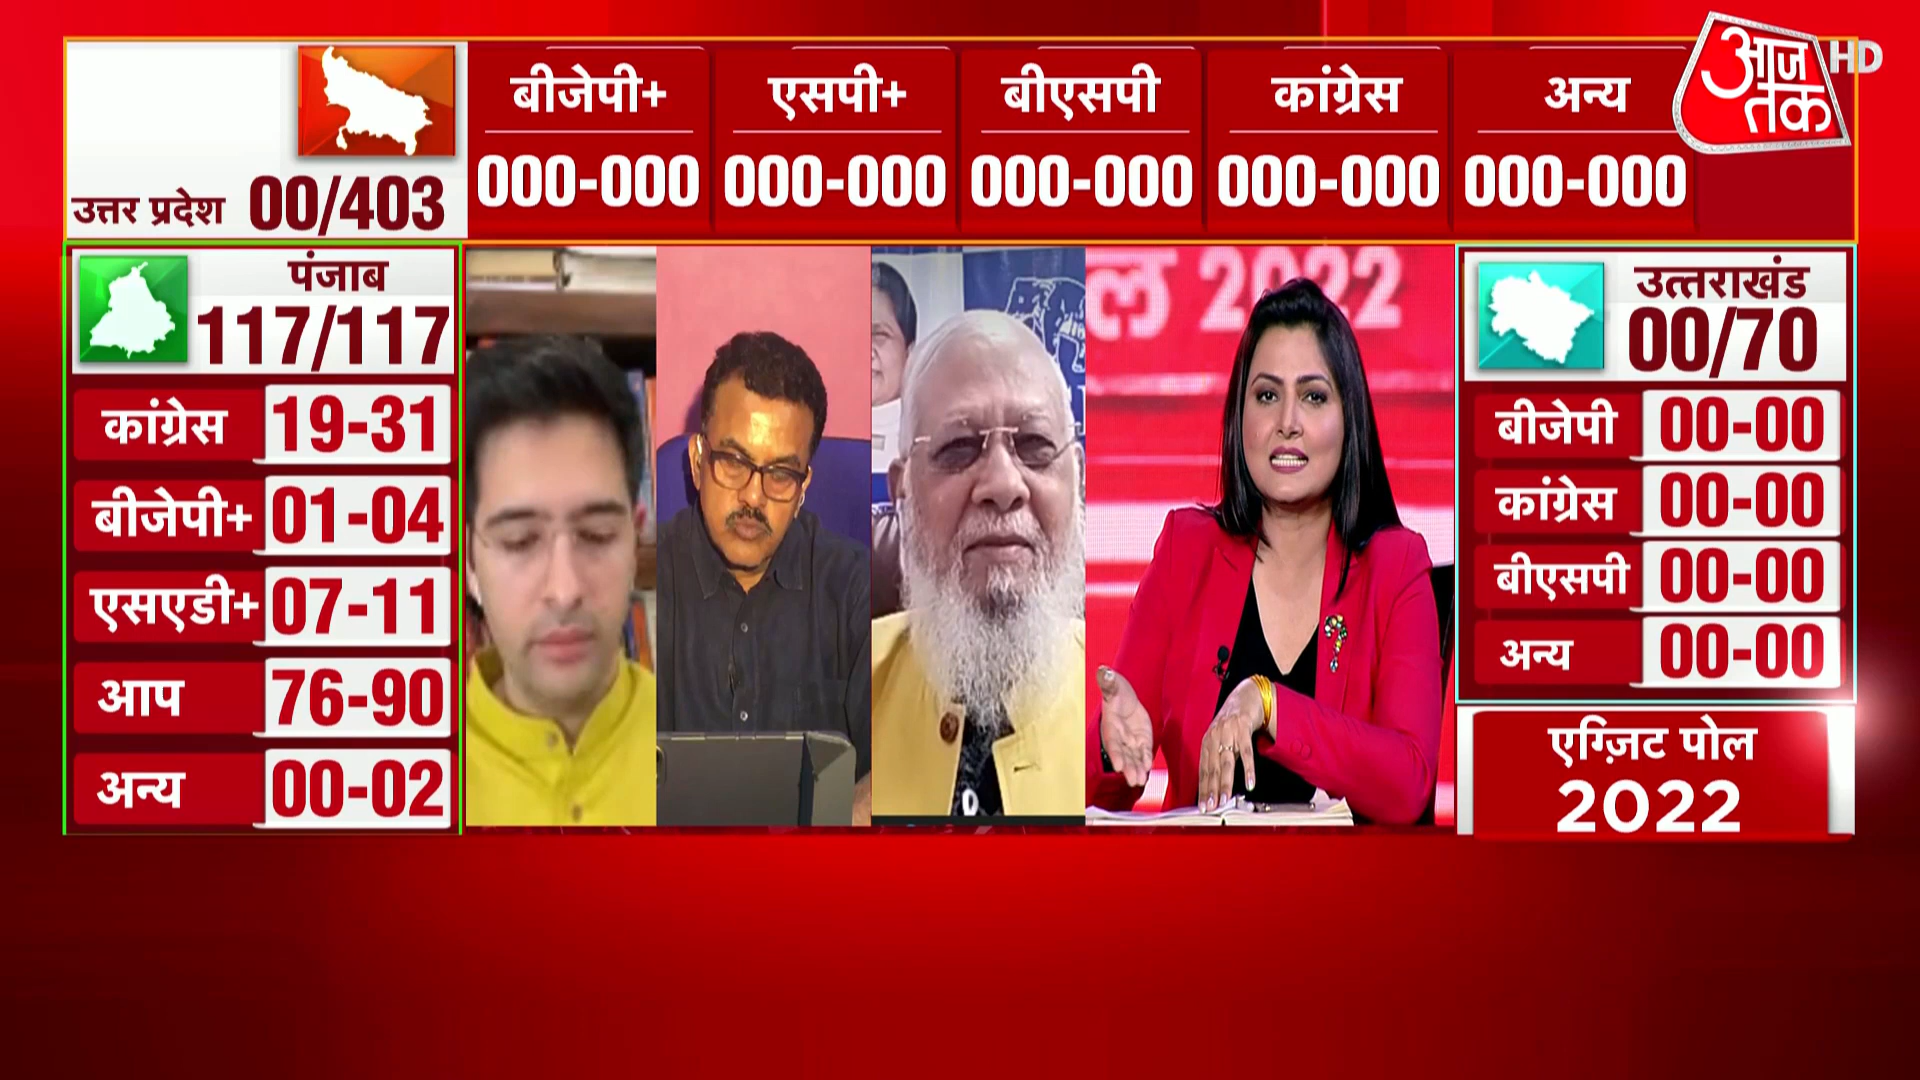 आज तक HD
बीजेपी+ एसपी+ बीएसपी कांग्रेस अन्य
उत्तर प्रदेश 00/403 000-000 000-000 000-000 000-000 000-000
पंजाब
117/117
कांग्रेस 19-31
बीजेपी+ 01-04
एसएडी+ 07-11
आप 76-90
अन्य 00-02
ल 2022
उत्तराखंड
00/70
बीजेपी 00-00
कांग्रेस 00-00
बीएसपी 00-00
अन्य 00-00
एग्ज़िट पोल
2022